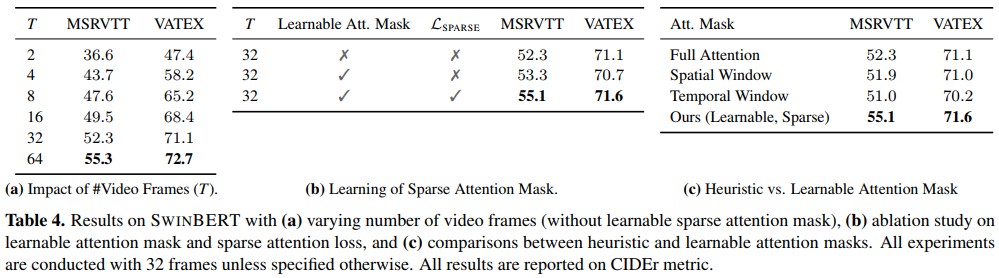 T MSRVTT VATEX
2 36.6 47.4
4 43.7 58.2
8 47.6 65.2
16 49.5 68.4
32 52.3 71.1
64 55.3 72.7
(a) Impact of #Video Frames (T).
T Learnable Att. Mask LSPARSE MSRVTT VATEX
32 ✗ ✗ 52.3 71.1
32 ✓ ✗ 53.3 70.7
32 ✓ ✓ 55.1 71.6
(b) Learning of Sparse Attention Mask.
Att. Mask MSRVTT VATEX
Full Attention 52.3 71.1
Spatial Window 51.9 71.0
Temporal Window 51.0 70.2
Ours (Learnable, Sparse) 55.1 71.6
(c) Heuristic vs. Learnable Attention Mask
Table 4. Results on SWINBERT with (a) varying number of video frames (without learnable sparse attention mask), (b) ablation study on
learnable attention mask and sparse attention loss, and (c) comparisons between heuristic and learnable attention masks. All experiments
are conducted with 32 frames unless specified otherwise. All results are reported on CIDEr metric.